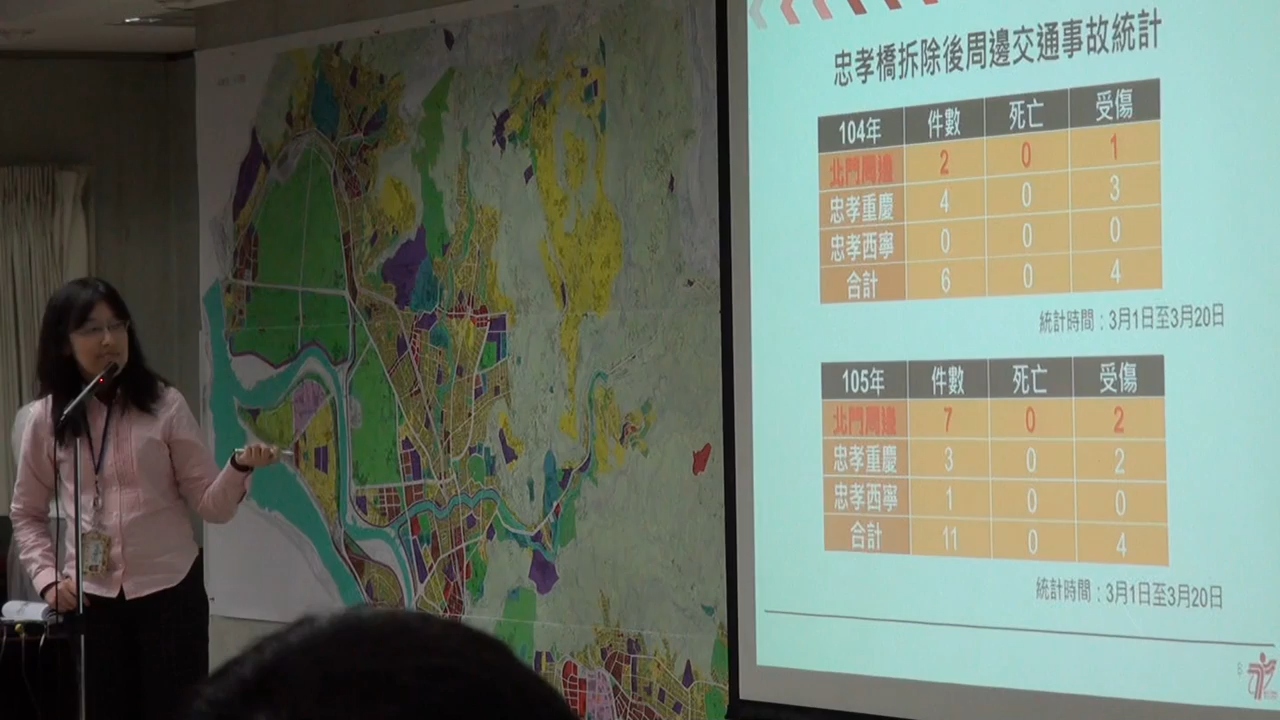 忠孝橋拆除後周邊交通事故統計
104年 件數 死亡 受傷
北門周邊 2 0 1
忠孝重慶 4 0 3
忠孝西寧 0 0 0
合計 6 0 4
統計時間：3月1日至3月20日
105年 件數 死亡 受傷
北門周邊 7 0 2
忠孝重慶 3 0 2
忠孝西寧 1 0 0
合計 11 0 4
統計時間：3月1日至3月20日